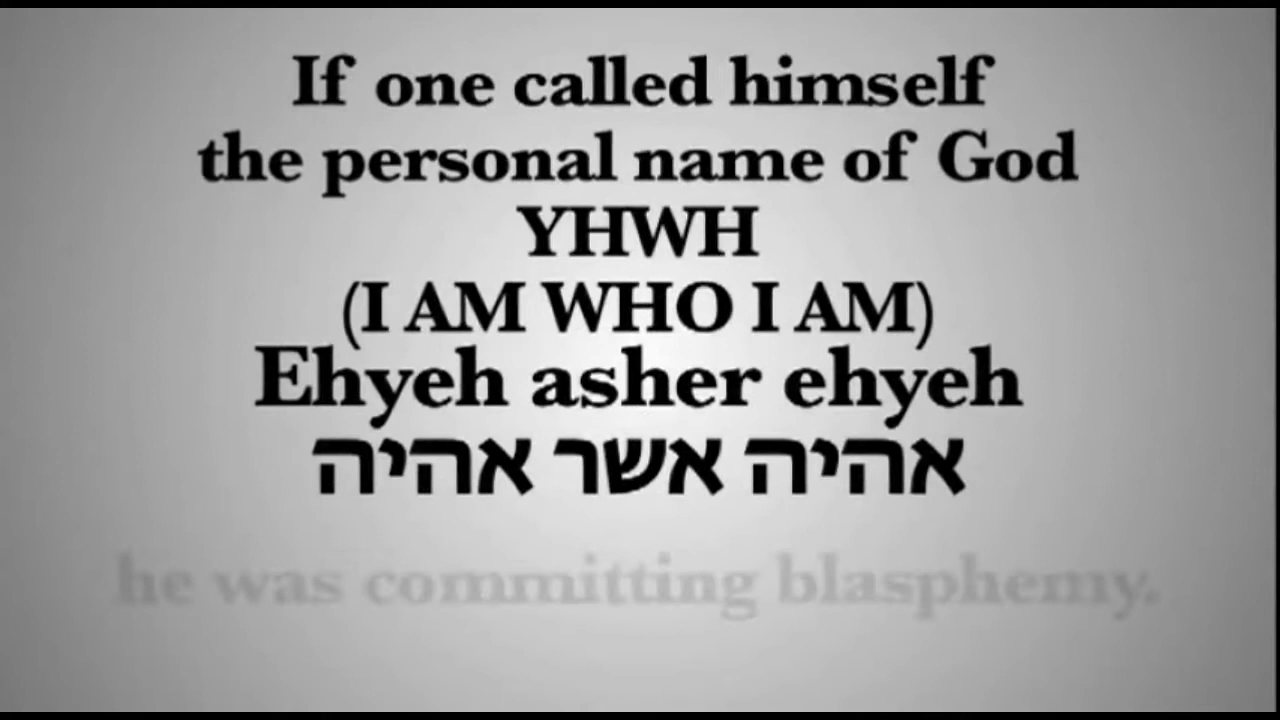 If one called himself
the personal name of God
YHWH
(I AM WHO I AM)
Ehyeh asher ehyeh
אהיה אשר אהיה
he was committing blasphemy.